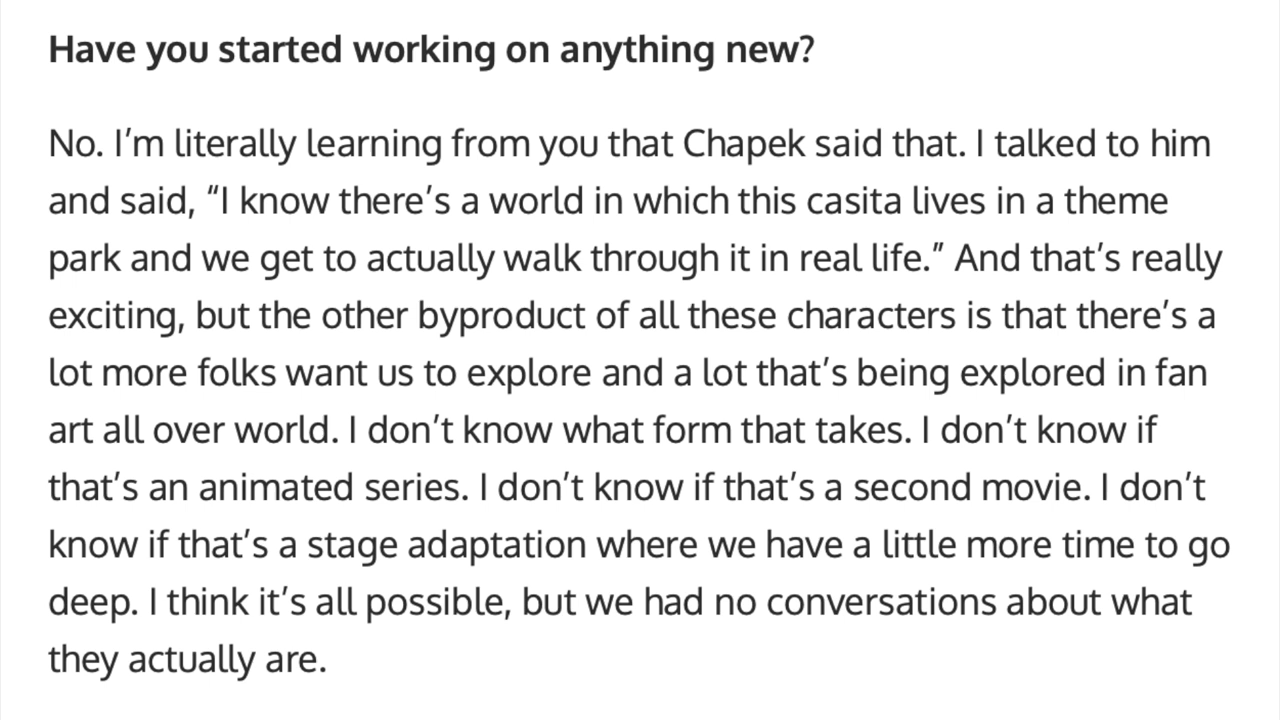 Have you started working on anything new?
No. I’m literally learning from you that Chapek said that. I talked to him
and said, “I know there’s a world in which this casita lives in a theme
park and we get to actually walk through it in real life.” And that’s really
exciting, but the other byproduct of all these characters is that there’s a
lot more folks want us to explore and a lot that’s being explored in fan
art all over world. I don’t know what form that takes. I don’t know if
that’s an animated series. I don’t know if that’s a second movie. I don’t
know if that’s a stage adaptation where we have a little more time to go
deep. I think it’s all possible, but we had no conversations about what
they actually are.